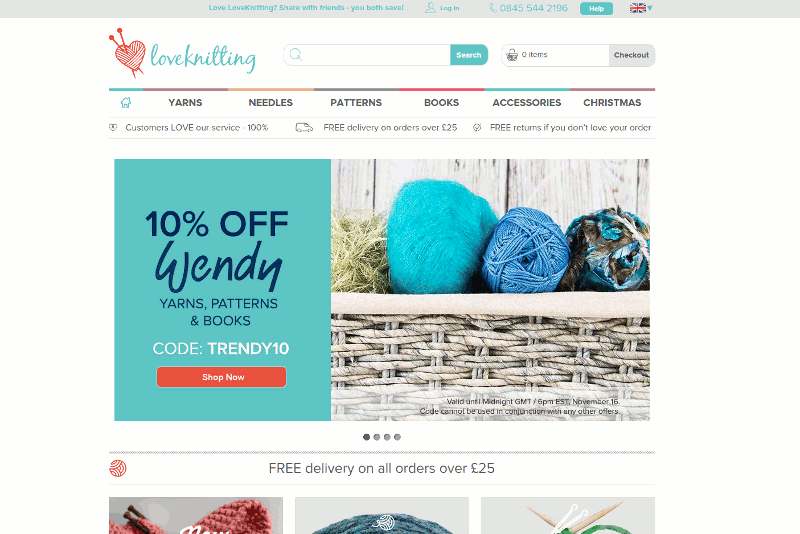 Love LoveKnitting? Share with friends - you both save!
Log In
0845 544 2196
Help
loveknitting
Search
0 items
Checkout
YARNS
NEEDLES
PATTERNS
BOOKS
ACCESSORIES
CHRISTMAS
Customers LOVE our service - 100%
FREE delivery on orders over £25
FREE returns if you don't love your order
10% OFF
Wendy
YARNS, PATTERNS
& BOOKS
CODE: TRENDY10
Shop Now
Valid until Midnight GMT / 6pm EST, November 16.
Code cannot be used in conjunction with any other offers.
FREE delivery on all orders over £25
New